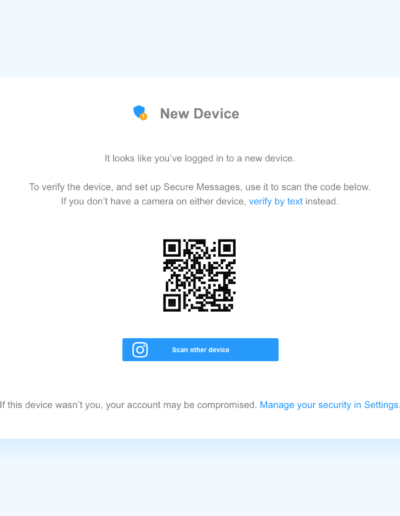 New Device
It looks like you've logged in to a new device.
To verify the device, and set up Secure Messages, use it to scan the code below.
If you don't have a camera on either device, verify by text instead.
Scan other device
If this device wasn't you, your account may be compromised. Manage your security in Settings.